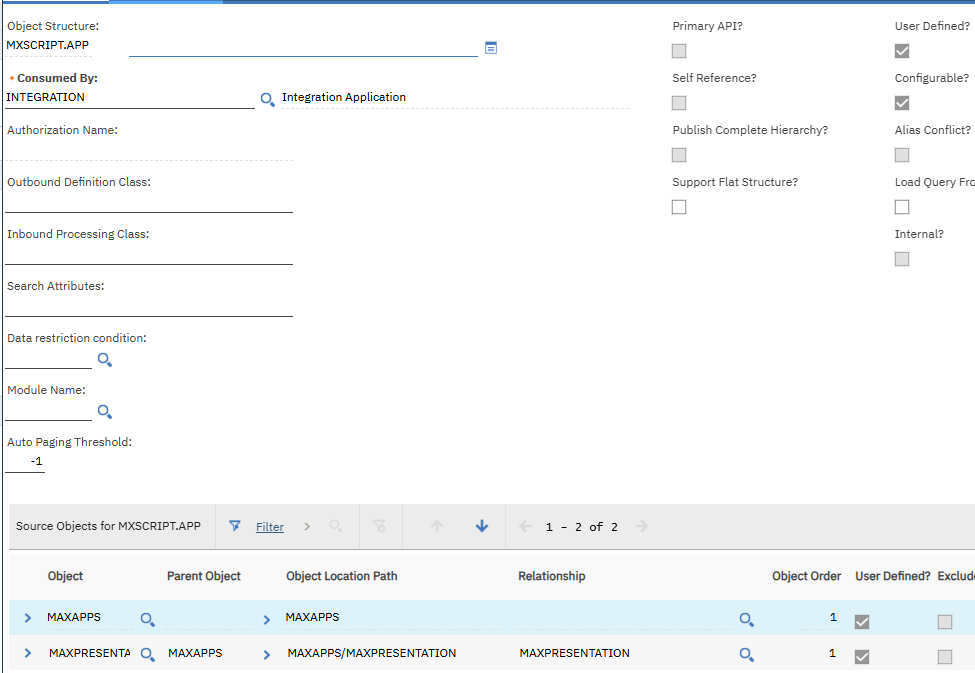 Object Structure: Primary API? User Defined?
MXSCRIPT.APP
• Consumed By: Self Reference? Configurable?
INTEGRATION Integration Application
Authorization Name: Publish Complete Hierarchy? Alias Conflict?
Outbound Definition Class: Support Flat Structure? Load Query Fro
Inbound Processing Class: Internal?
Search Attributes:
Data restriction condition:
Module Name:
Auto Paging Threshold:
-1
Source Objects for MXSCRIPT.APP Filter 1 - 2 of 2
Object Parent Object Object Location Path Relationship Object Order User Defined? Exclud
MAXAPPS MAXAPPS 1
MAXPRESENTA MAXAPPS MAXAPPS/MAXPRESENTATION MAXPRESENTATION 1